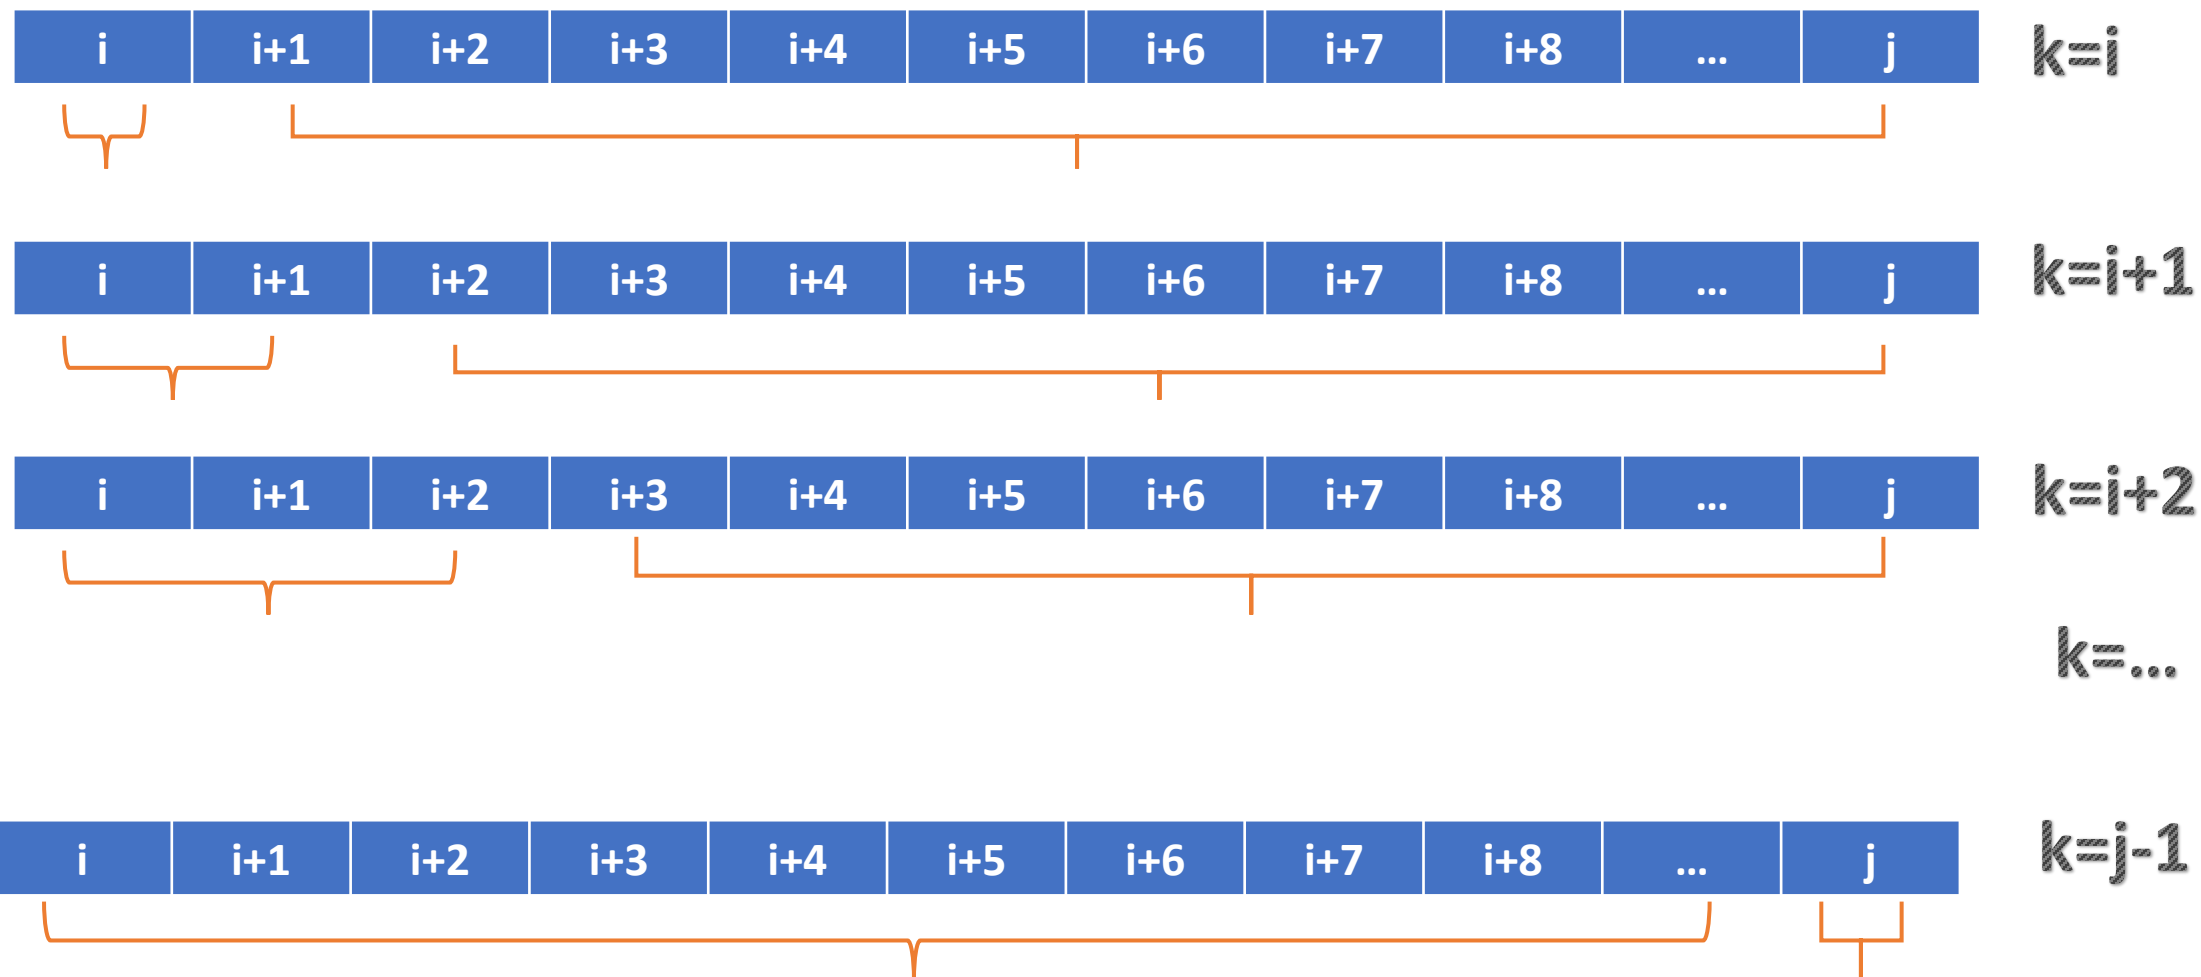 i i+1 i+2 i+3 i+4 i+5 i+6 i+7 i+8 ... j k=i
i i+1 i+2 i+3 i+4 i+5 i+6 i+7 i+8 ... j k=i+1
i i+1 i+2 i+3 i+4 i+5 i+6 i+7 i+8 ... j k=i+2
k=...
i i+1 i+2 i+3 i+4 i+5 i+6 i+7 i+8 ... j k=j-1